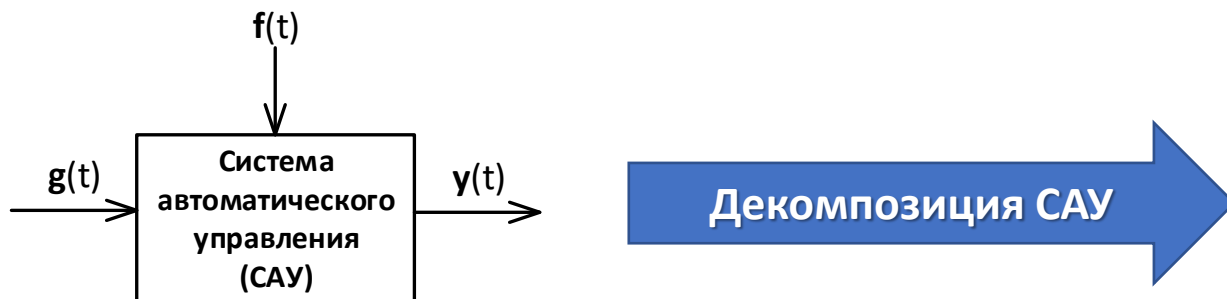 f(t)
g(t)
Система
автоматического
управления
(САУ)
y(t)
Декомпозиция САУ